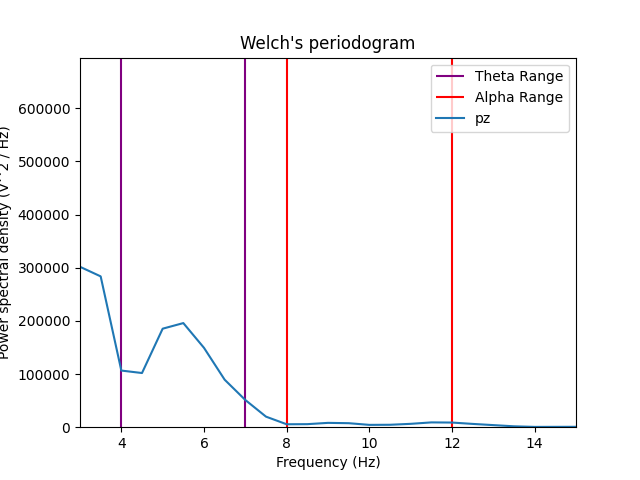 Welch's periodogram
Theta Range
Alpha Range
pz
600000
500000
400000
300000
200000
100000
0
Power spectral density (V**2 / Hz)
4
6
8
10
12
14
Frequency (Hz)